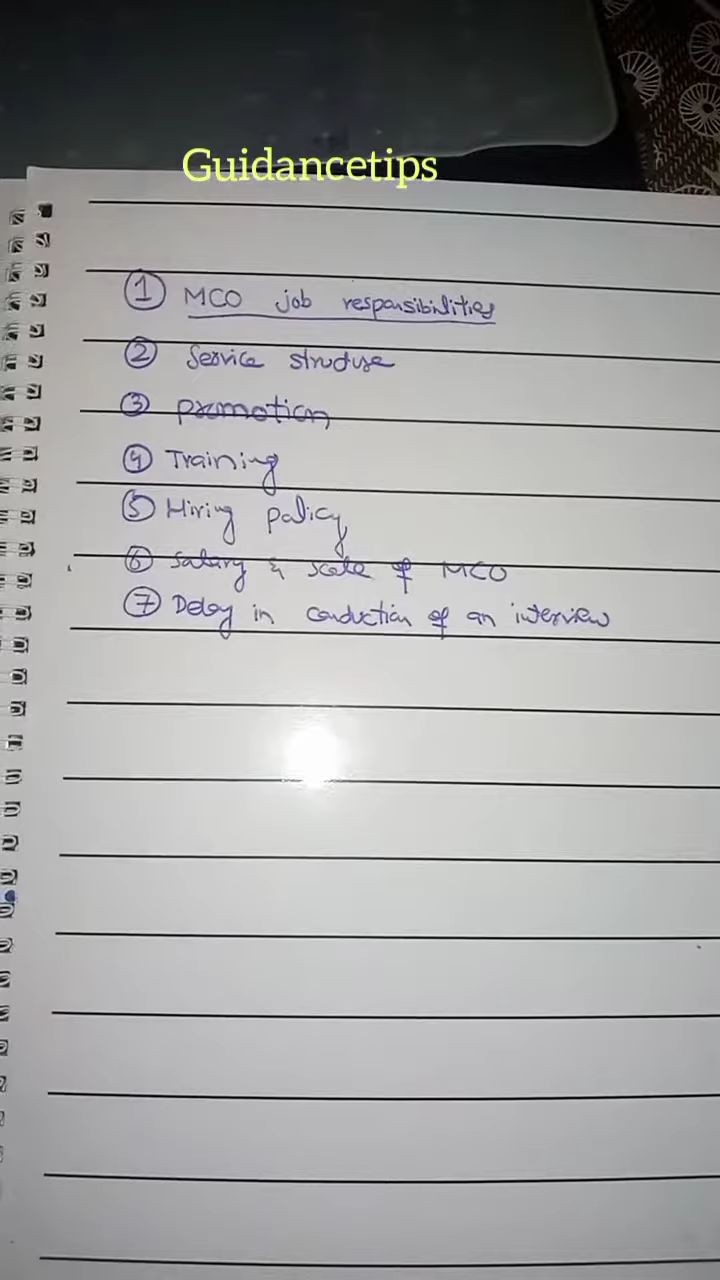 Guidancetips
① MCO job responsibilities
② Service structure
③ promotion
④ Training
⑤ Hiring policy
⑥ Salary & scale of MCO
⑦ Delay in conduction of an interview